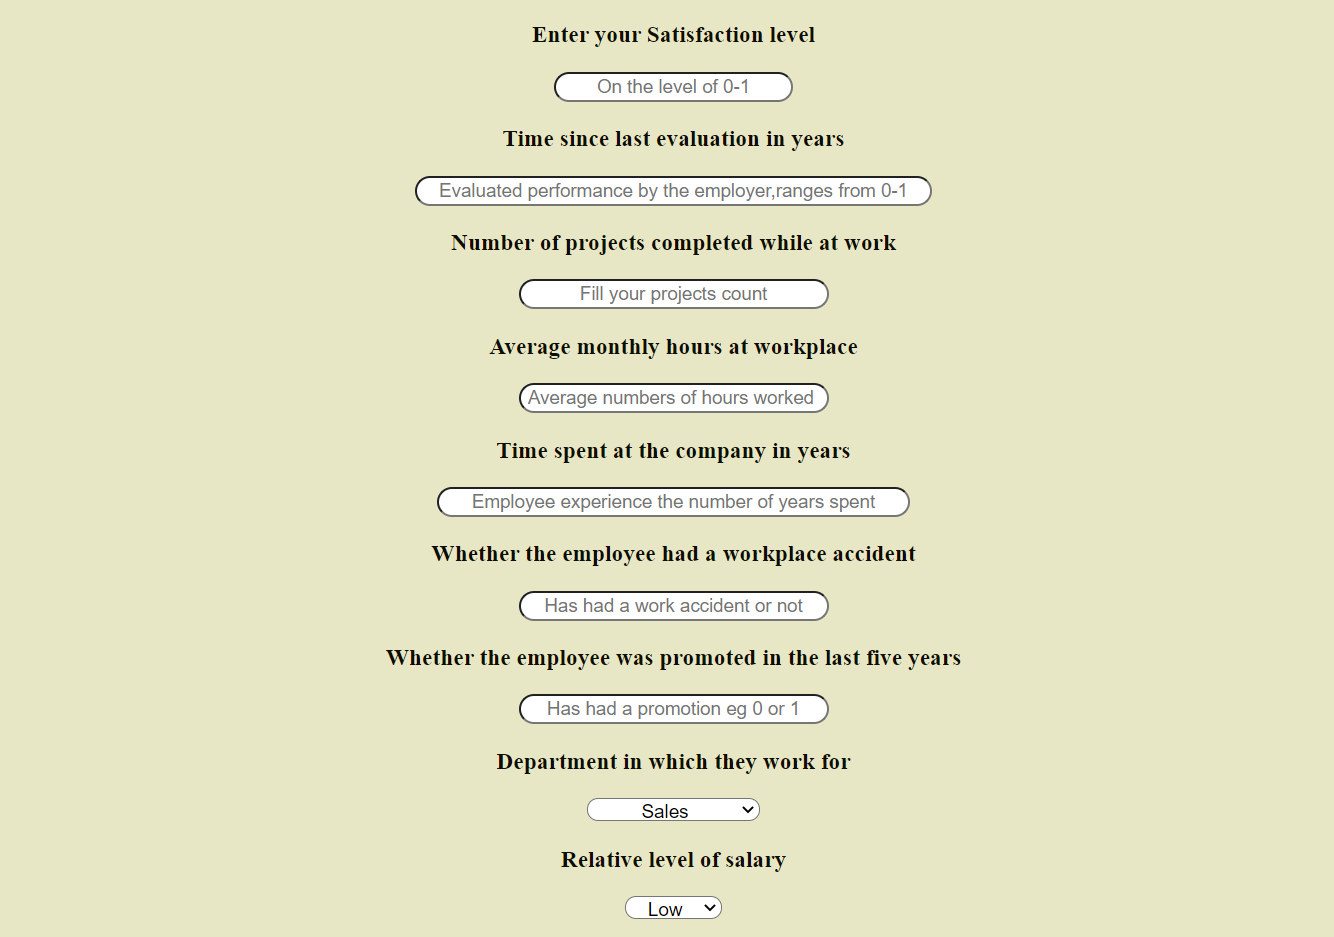 Enter your Satisfaction level
On the level of 0-1
Time since last evaluation in years
Evaluated performance by the employer,ranges from 0-1
Number of projects completed while at work
Fill your projects count
Average monthly hours at workplace
Average numbers of hours worked
Time spent at the company in years
Employee experience the number of years spent
Whether the employee had a workplace accident
Has had a work accident or not
Whether the employee was promoted in the last five years
Has had a promotion eg 0 or 1
Department in which they work for
Sales
Relative level of salary
Low